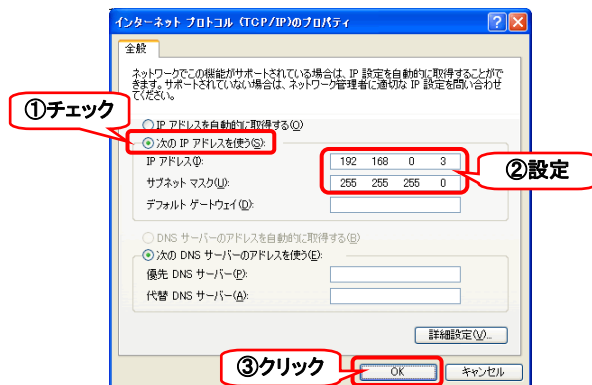 インターネット プロトコル (TCP/IP)のプロパティ
全般
ネットワークでこの機能がサポートされている場合は、IP 設定を自動的に取得することがで
きます。サポートされていない場合は、ネットワーク管理者に適切な IP 設定を問い合わせ
てください。
①チェック
IP アドレスを自動的に取得する(O)
次の IP アドレスを使う(S):
IP アドレス(I):
192 168 0 3
②設定
サブネット マスク(U):
255 255 255 0
デフォルト ゲートウェイ(D):
DNS サーバーのアドレスを自動的に取得する(B)
次の DNS サーバーのアドレスを使う(E):
優先 DNS サーバー(P):
代替 DNS サーバー(A):
詳細設定(V)...
③クリック
OK
キャンセル